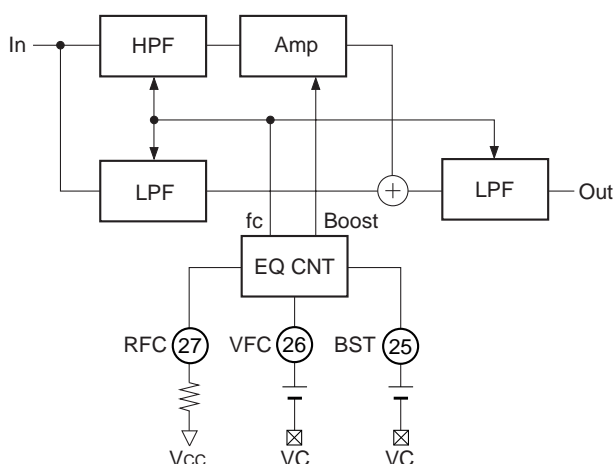 In HPF Amp
LPF LPF Out
fc Boost
EQ CNT
RFC 27 VFC 26 BST 25
VCC VC VC